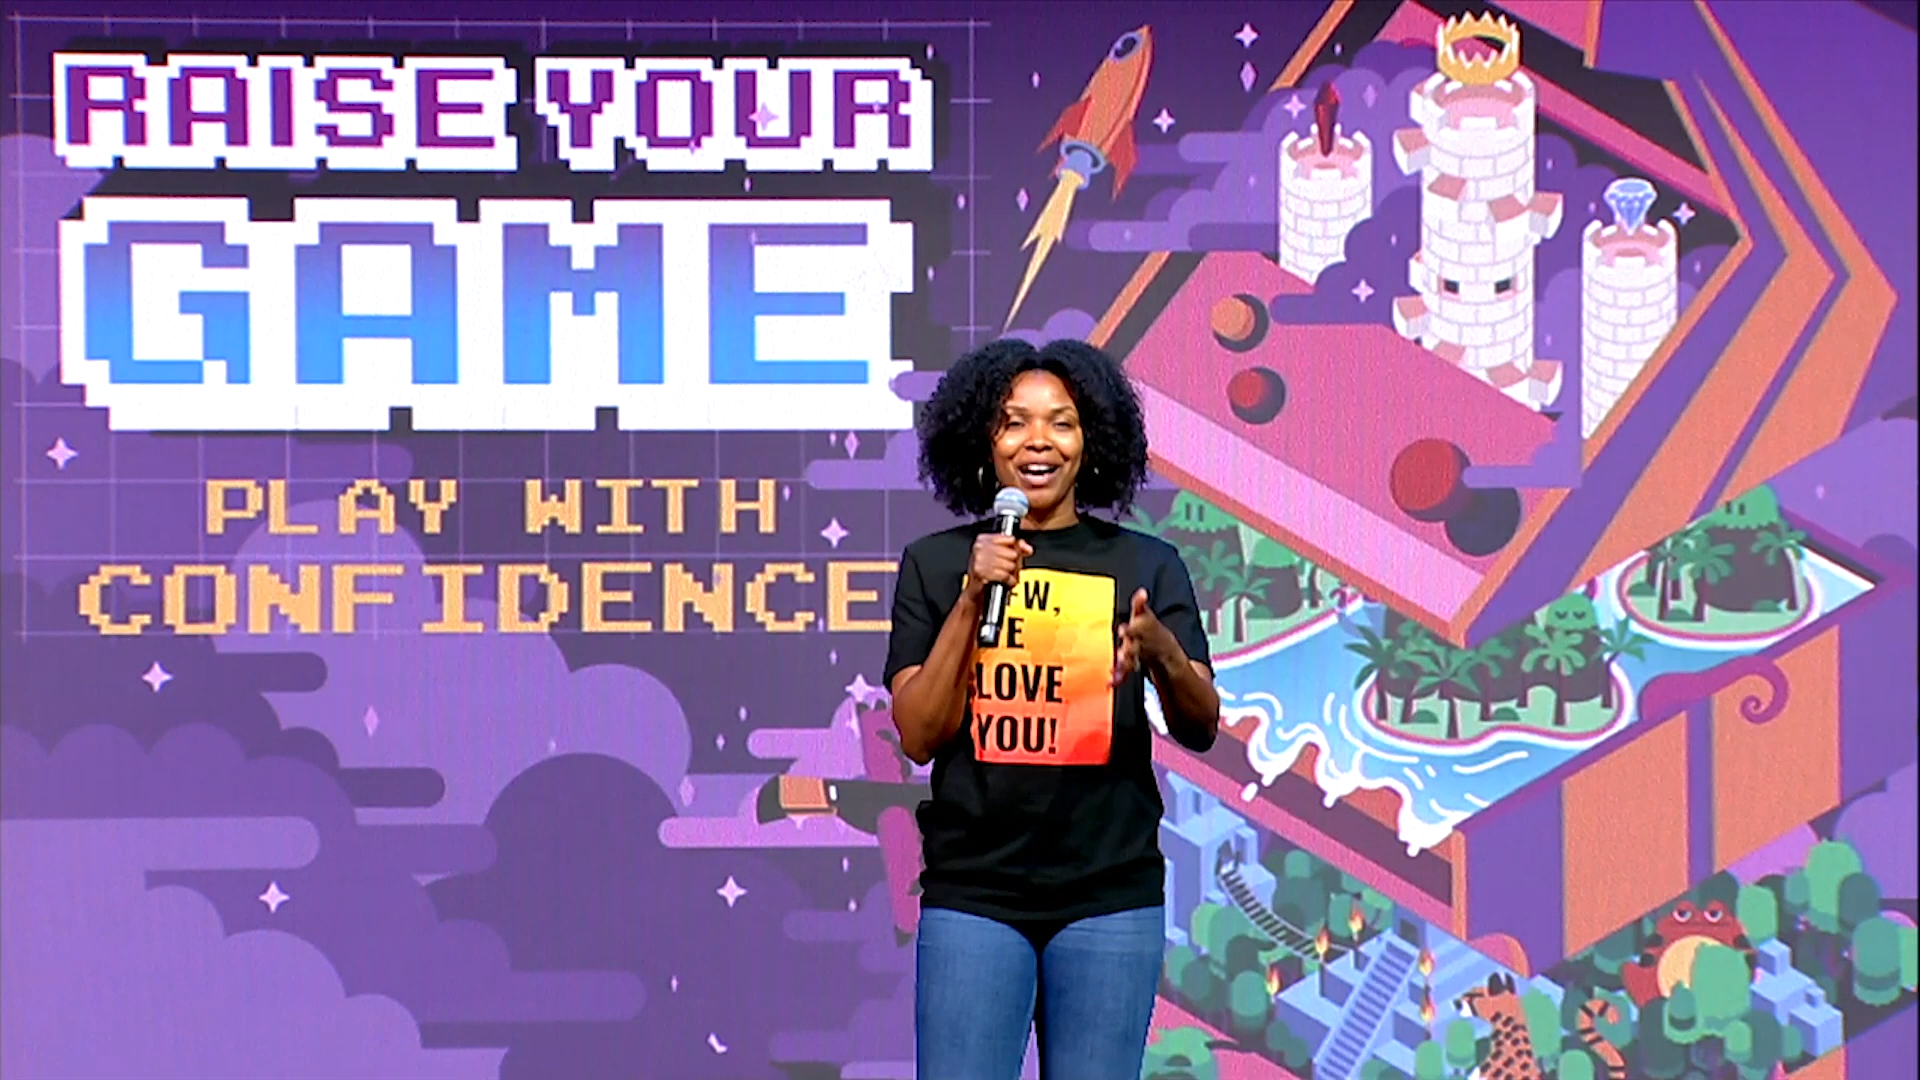 RAISE YOUR
GAME
PLAY WITH
CONFIDENCE
LOVE
YOU!